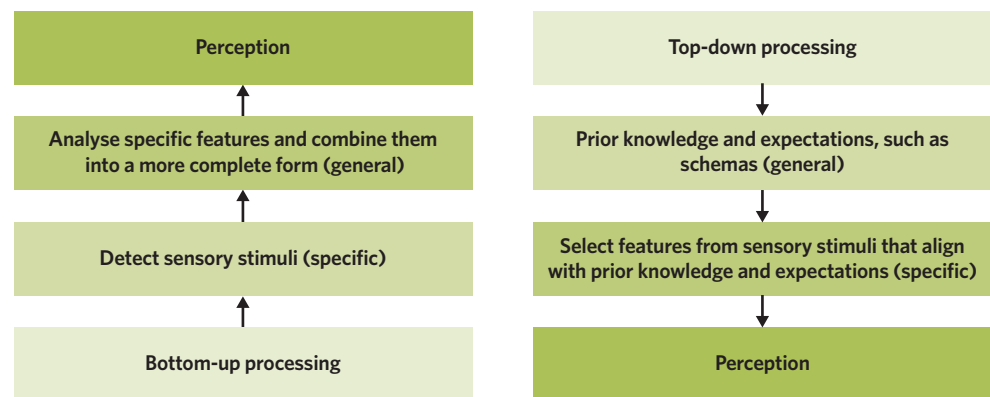 Perception
Analyse specific features and combine them
into a more complete form (general)
Detect sensory stimuli (specific)
Bottom-up processing
Top-down processing
Prior knowledge and expectations, such as
schemas (general)
Select features from sensory stimuli that align
with prior knowledge and expectations (specific)
Perception